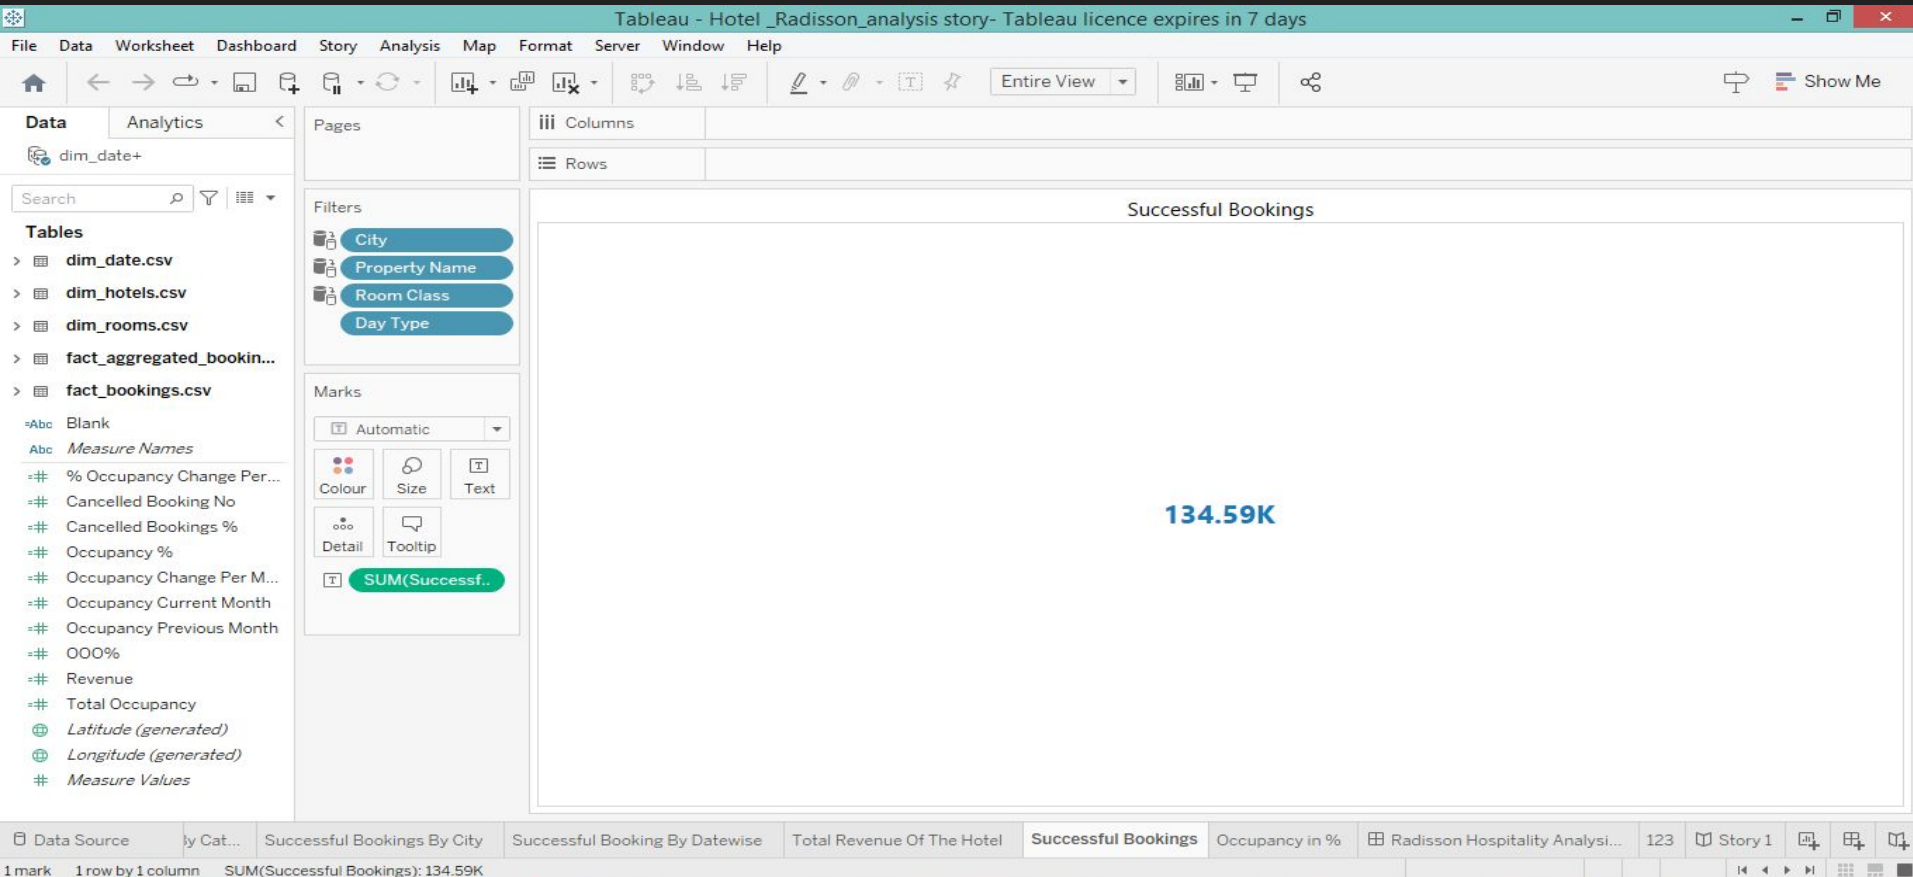 Tableau - Hotel _Radisson_analysis story- Tableau licence expires in 7 days
File Data Worksheet Dashboard Story Analysis Map Format Server Window Help
Entire View
Show Me
Data Analytics
dim_date+
Search
Tables
dim_date.csv
dim_hotels.csv
dim_rooms.csv
fact_aggregated_bookin...
fact_bookings.csv
=Abc Blank
Abc Measure Names
=# % Occupancy Change Per...
=# Cancelled Booking No
=# Cancelled Bookings %
=# Occupancy %
=# Occupancy Change Per M...
=# Occupancy Current Month
=# Occupancy Previous Month
=# OOO%
=# Revenue
=# Total Occupancy
Latitude (generated)
Longitude (generated)
# Measure Values
Pages
Filters
City
Property Name
Room Class
Day Type
Marks
T Automatic
Colour Size T Text
Detail Tooltip
T SUM(Successf..
iii Columns
Rows
Successful Bookings
134.59K
Data Source ly Cat... Successful Bookings By City Successful Booking By Datewise Total Revenue Of The Hotel Successful Bookings Occupancy in % Radisson Hospitality Analysi... 123 Story 1
1 mark 1 row by 1 column SUM(Successful Bookings): 134.59K